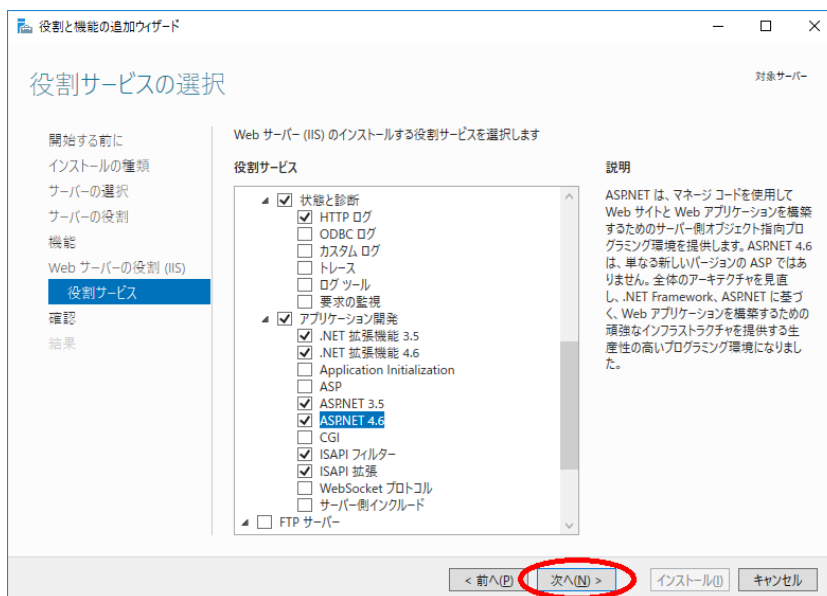 役割と機能の追加ウィザード
役割サービスの選択
対象サーバー
開始する前に
インストールの種類
サーバーの選択
サーバーの役割
機能
Web サーバーの役割 (IIS)
役割サービス
確認
結果
Web サーバー (IIS) のインストールする役割サービスを選択します
役割サービス
状態と診断
HTTP ログ
ODBC ログ
カスタム ログ
トレース
ログ ツール
要求の監視
アプリケーション開発
.NET 拡張機能 3.5
.NET 拡張機能 4.6
Application Initialization
ASP
ASP.NET 3.5
ASP.NET 4.6
CGI
ISAPI フィルター
ISAPI 拡張
WebSocket プロトコル
サーバー側インクルード
FTP サーバー
説明
ASP.NET は、マネージ コードを使用して
Web サイトと Web アプリケーションを構築
するためのサーバー側オブジェクト指向プロ
グラミング環境を提供します。ASP.NET 4.6
は、単なる新しいバージョンの ASP ではあ
りません。全体のアーキテクチャを見直
し、.NET Framework、ASP.NET に基づ
く、Web アプリケーションを構築するための
頑強なインフラストラクチャを提供する生
産性の高いプログラミング環境になりまし
た。
< 前へ(P)
次へ(N) >
インストール(I)
キャンセル